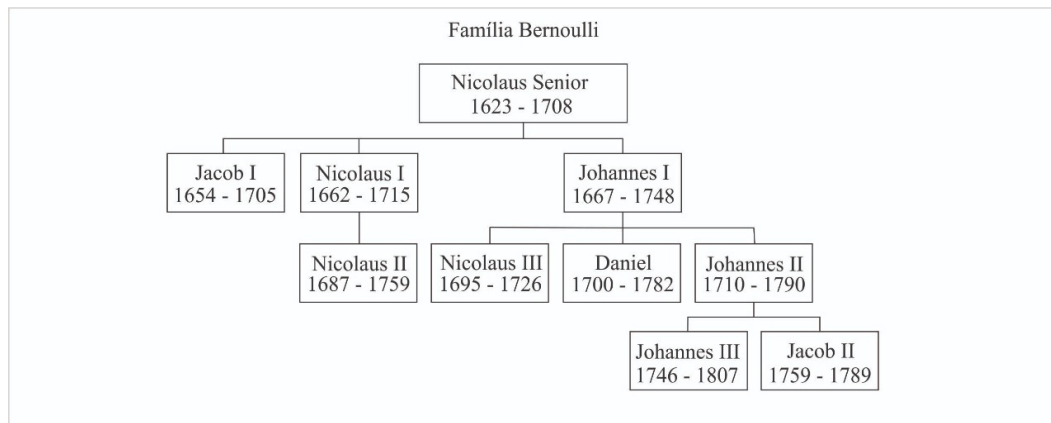 Família Bernoulli
Nicolaus Senior
1623 - 1708
Jacob I
1654 - 1705
Nicolaus I
1662 - 1715
Johannes I
1667 - 1748
Nicolaus II
1687 - 1759
Nicolaus III
1695 - 1726
Daniel
1700 - 1782
Johannes II
1710 - 1790
Johannes III
1746 - 1807
Jacob II
1759 - 1789